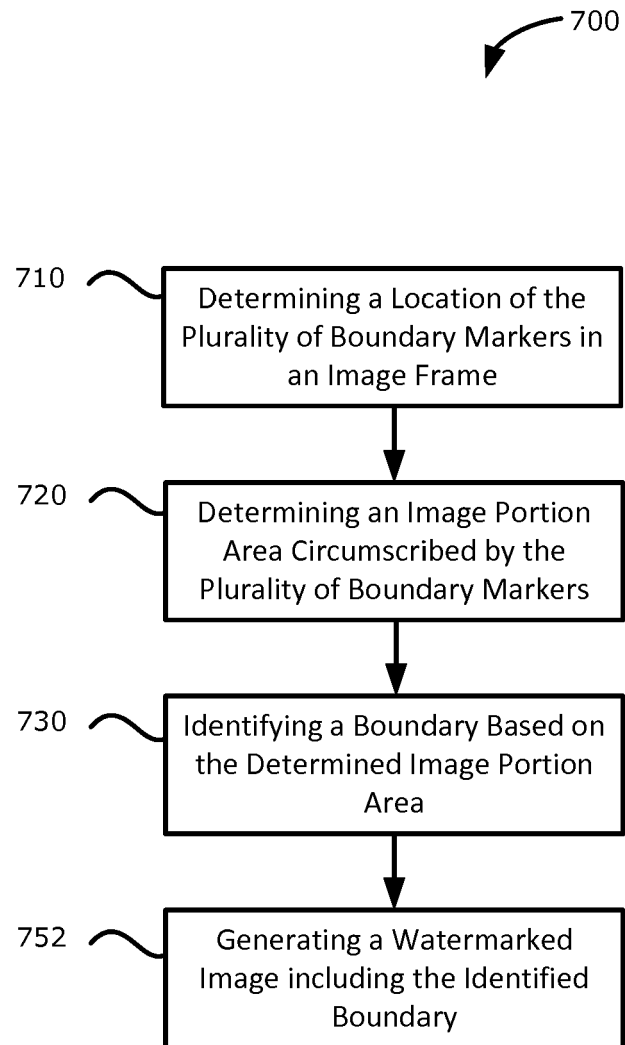 700
710
Determining a Location of the
Plurality of Boundary Markers in
an Image Frame
720
Determining an Image Portion
Area Circumscribed by the
Plurality of Boundary Markers
730
Identifying a Boundary Based on
the Determined Image Portion
Area
752
Generating a Watermarked
Image including the Identified
Boundary